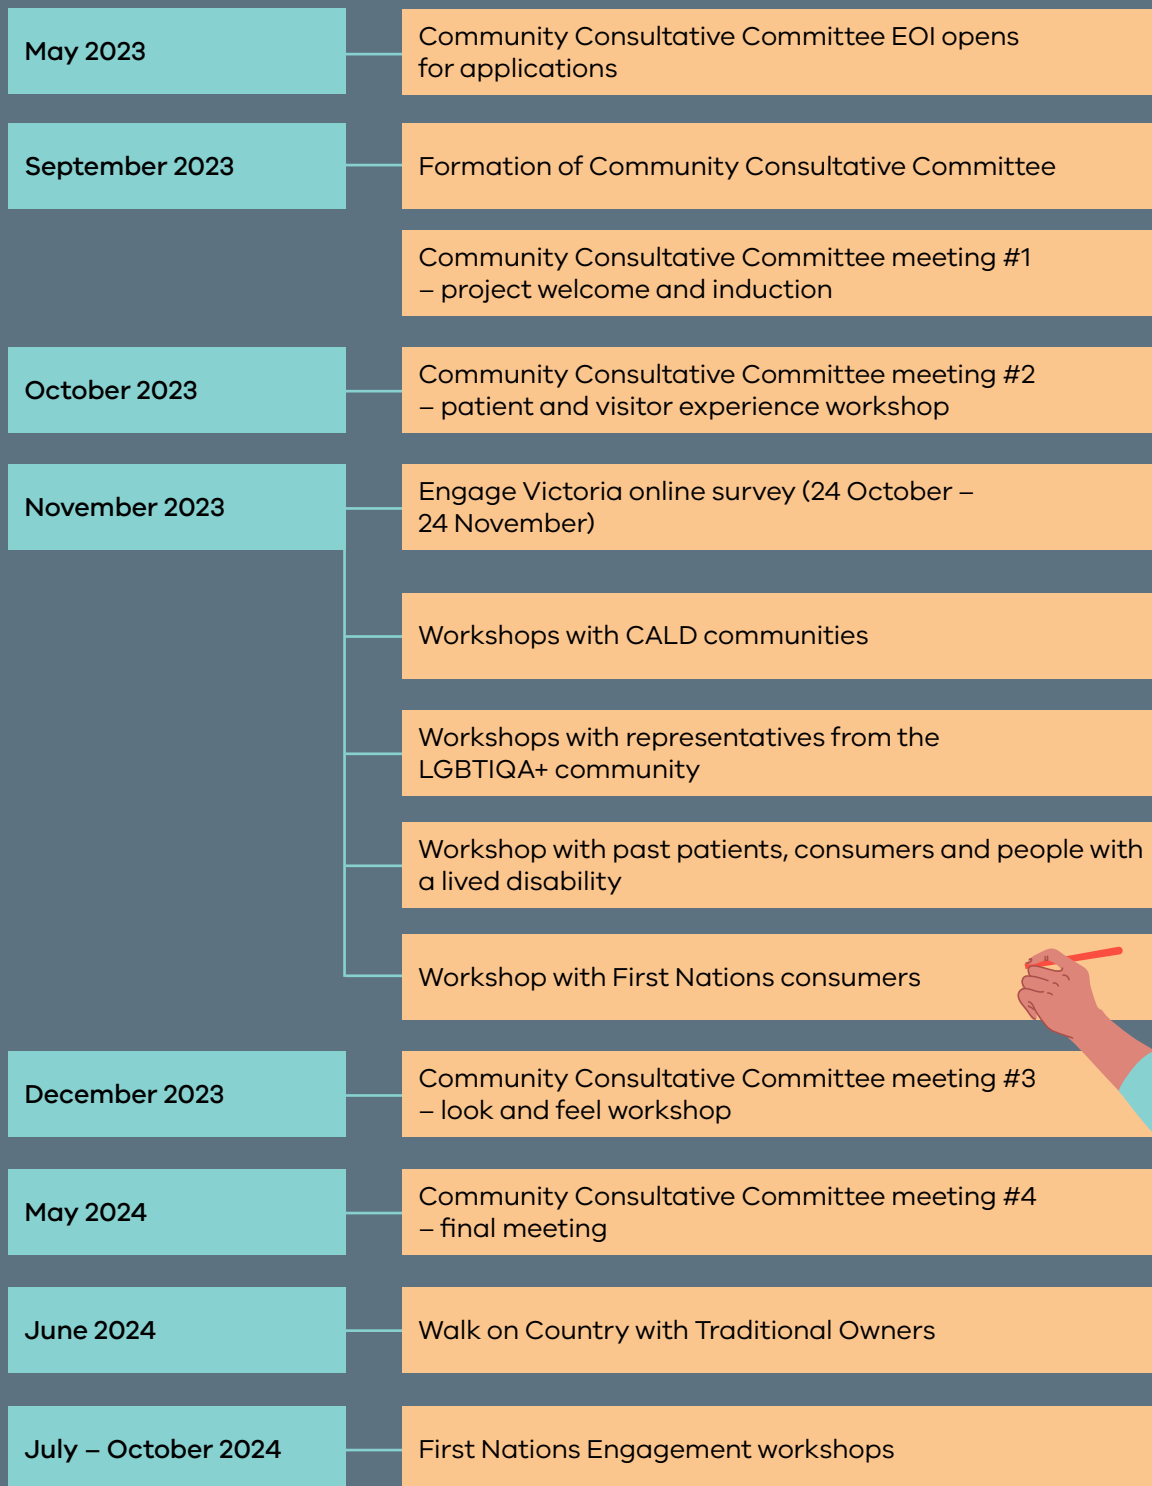 May 2023
Community Consultative Committee EOI opens
for applications
September 2023
Formation of Community Consultative Committee
Community Consultative Committee meeting #1
– project welcome and induction
October 2023
Community Consultative Committee meeting #2
– patient and visitor experience workshop
November 2023
Engage Victoria online survey (24 October –
24 November)
Workshops with CALD communities
Workshops with representatives from the
LGBTIQA+ community
Workshop with past patients, consumers and people with
a lived disability
Workshop with First Nations consumers
December 2023
Community Consultative Committee meeting #3
– look and feel workshop
May 2024
Community Consultative Committee meeting #4
– final meeting
June 2024
Walk on Country with Traditional Owners
July – October 2024
First Nations Engagement workshops